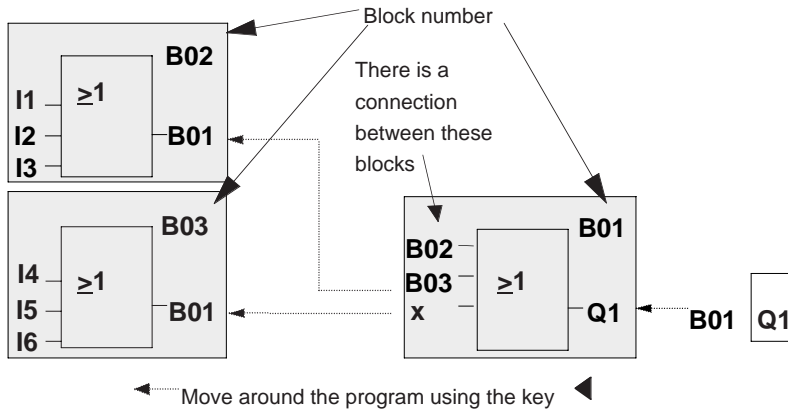 Block number
B02
≥1
I1
I2
I3
B01
There is a
connection
between these
blocks
B03
≥1
I4
I5
I6
B01
B01
B02
B03
x
≥1
Q1
B01
Q1
Move around the program using the key